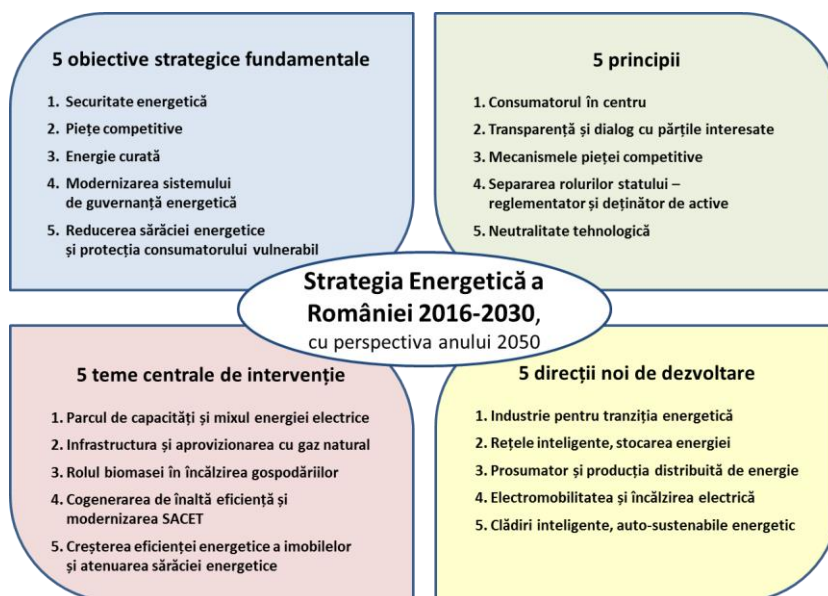 5 obiective strategice fundamentale
1. Securitate energetică
2. Piețe competitive
3. Energie curată
4. Modernizarea sistemului
de guvernanță energetică
5. Reducerea sărăciei energetice
și protecția consumatorului vulnerabil
5 principii
1. Consumatorul în centru
2. Transparență și dialog cu părțile interesate
3. Mecanismele pieței competitive
4. Separarea rolurilor statului –
reglementator și deținător de active
5. Neutralitate tehnologică
Strategia Energetică a
României 2016-2030,
cu perspectiva anului 2050
5 teme centrale de intervenție
1. Parcul de capacități și mixul energiei electrice
2. Infrastructura și aprovizionarea cu gaz natural
3. Rolul biomasei în încălzirea gospodăriilor
4. Cogenerarea de înaltă eficiență și
modernizarea SACET
5. Creșterea eficienței energetice a imobilelor
și atenuarea sărăciei energetice
5 direcții noi de dezvoltare
1. Industrie pentru tranziția energetică
2. Rețele inteligente, stocarea energiei
3. Prosumator și producția distribuită de energie
4. Electromobilitatea și încălzirea electrică
5. Clădiri inteligente, auto-sustenabile energetic